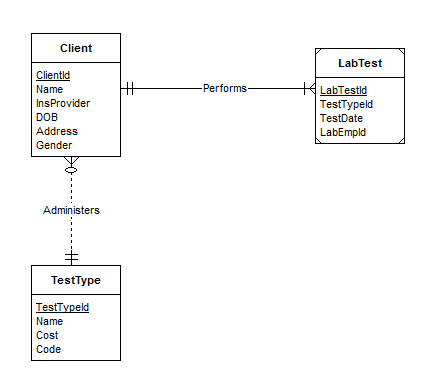 Client
ClientId
Name
InsProvider
DOB
Address
Gender
Performs
LabTest
LabTestId
TestTypeId
TestDate
LabEmpId
Administers
TestType
TestTypeId
Name
Cost
Code